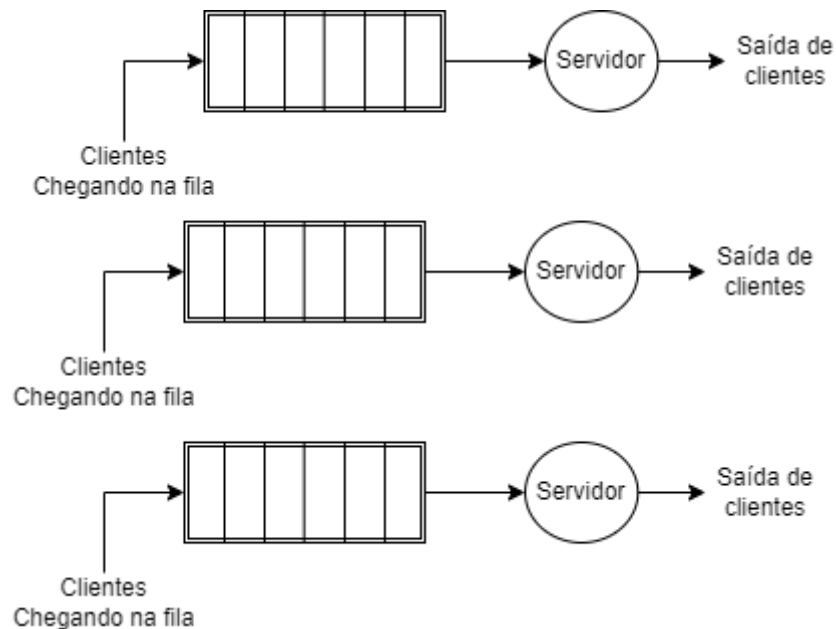 Servidor
Saída de
clientes
Clientes
Chegando na fila
Servidor
Saída de
clientes
Clientes
Chegando na fila
Servidor
Saída de
clientes
Clientes
Chegando na fila